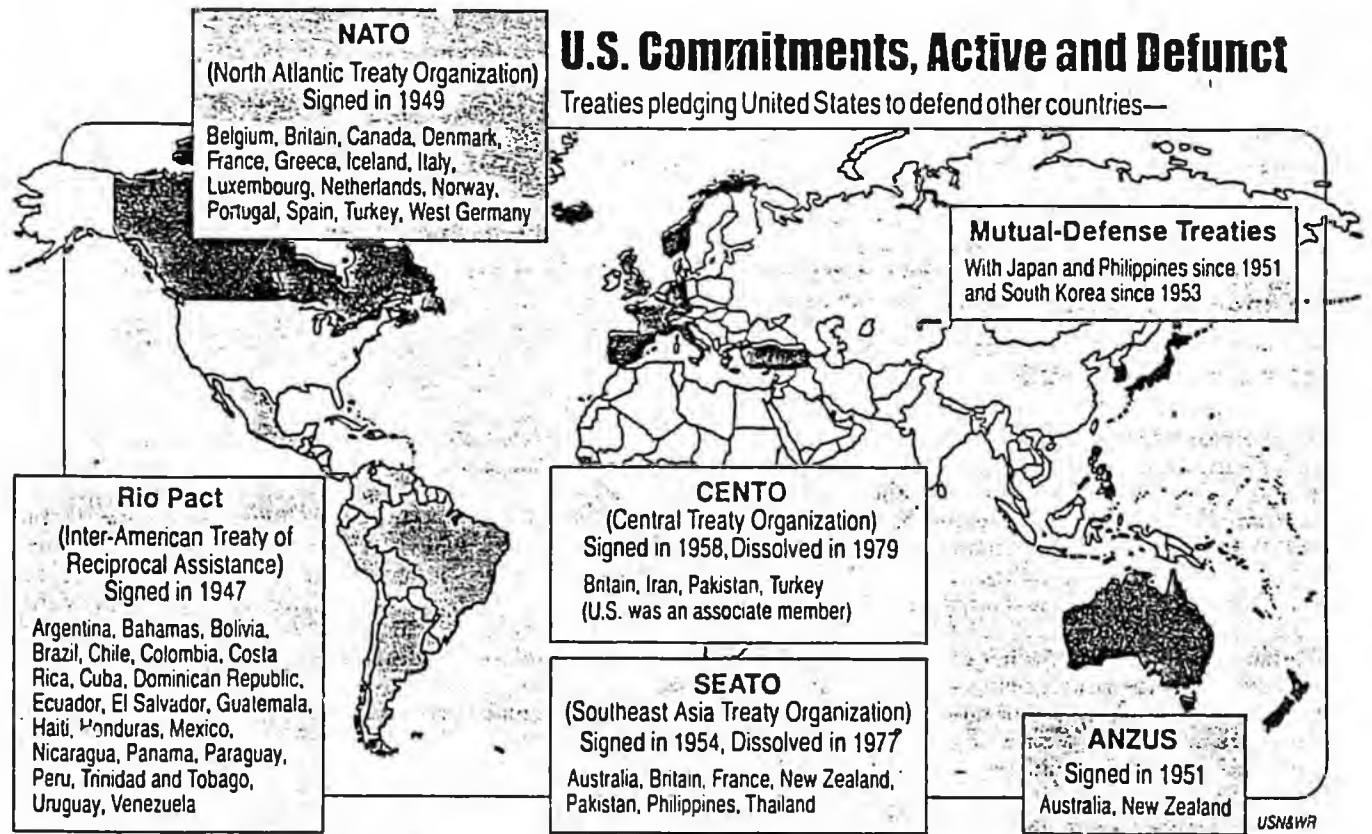 NATO
(North Atlantic Treaty Organization)
Signed in 1949
Belgium, Britain, Canada, Denmark,
France, Greece, Iceland, Italy,
Luxembourg, Netherlands, Norway,
Portugal, Spain, Turkey, West Germany
U.S. Commitments, Active and Defunct
Treaties pledging United States to defend other countries—
Mutual-Defense Treaties
With Japan and Philippines since 1951
and South Korea since 1953
Rio Pact
(Inter-American Treaty of
Reciprocal Assistance)
Signed in 1947
Argentina, Bahamas, Bolivia,
Brazil, Chile, Colombia, Costa
Rica, Cuba, Dominican Republic,
Ecuador, El Salvador, Guatemala,
Haiti, Honduras, Mexico,
Nicaragua, Panama, Paraguay,
Peru, Trinidad and Tobago,
Uruguay, Venezuela
CENTO
(Central Treaty Organization)
Signed in 1958, Dissolved in 1979
Britain, Iran, Pakistan, Turkey
(U.S. was an associate member)
SEATO
(Southeast Asia Treaty Organization)
Signed in 1954, Dissolved in 1977
Australia, Britain, France, New Zealand,
Pakistan, Philippines, Thailand
ANZUS
Signed in 1951
Australia, New Zealand
USN&WR